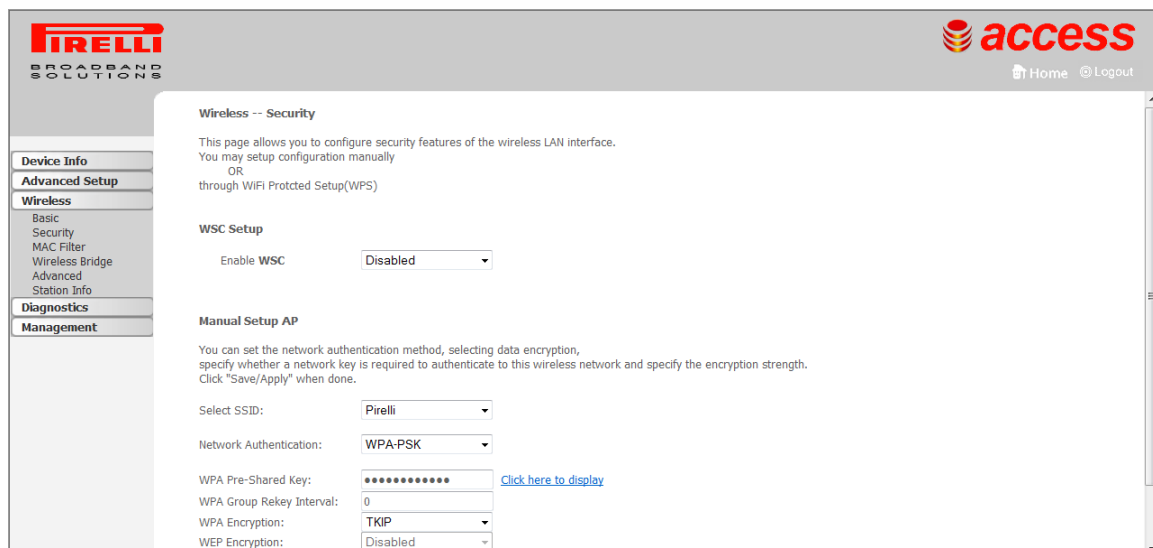 PIRELLI
BROADBAND
SOLUTIONS
access
Home Logout
Device Info
Advanced Setup
Wireless
Basic
Security
MAC Filter
Wireless Bridge
Advanced
Station Info
Diagnostics
Management
Wireless -- Security
This page allows you to configure security features of the wireless LAN interface.
You may setup configuration manually
OR
through WiFi Protcted Setup(WPS)
WSC Setup
Enable WSC Disabled
Manual Setup AP
You can set the network authentication method, selecting data encryption,
specify whether a network key is required to authenticate to this wireless network and specify the encryption strength.
Click "Save/Apply" when done.
Select SSID: Pirelli
Network Authentication: WPA-PSK
WPA Pre-Shared Key: ●●●●●●●●●●●● Click here to display
WPA Group Rekey Interval: 0
WPA Encryption: TKIP
WEP Encryption: Disabled